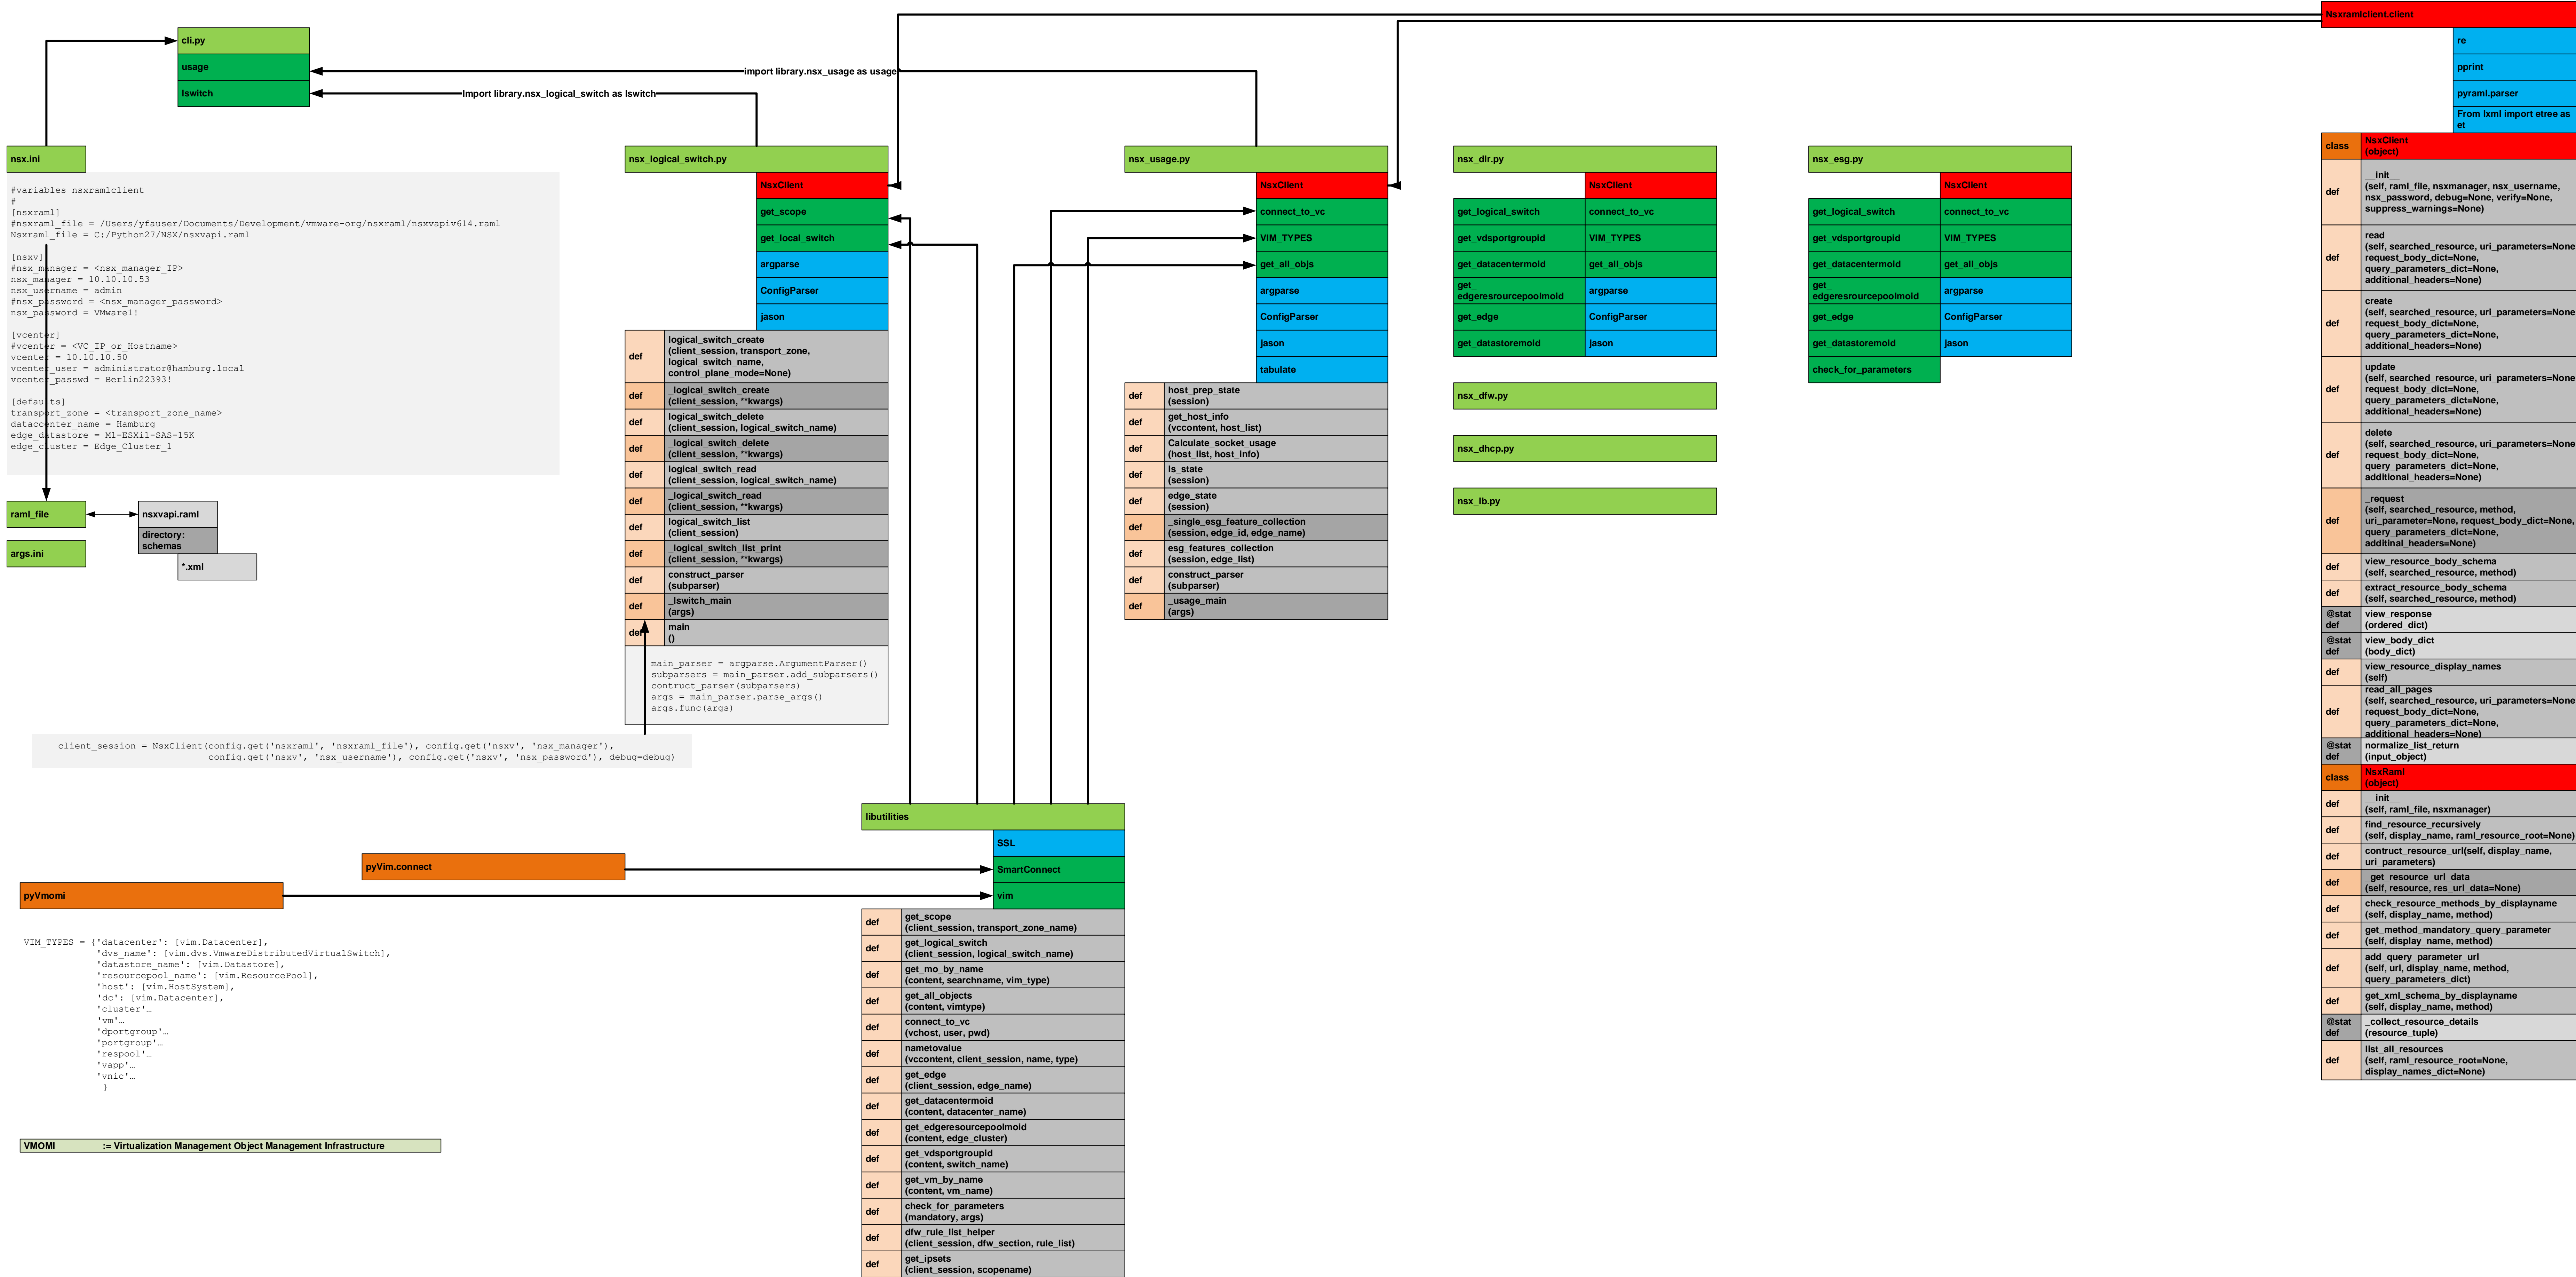 Nsxramlclient.client
re
pprint
pyraml.parser
From lxml import etree as
et
cli.py
usage
lswitch
import library.nsx_usage as usage
Import library.nsx_logical_switch as lswitch
nsx.ini
#variables nsxramlclient
#
[nsxraml]
#nsxraml_file = /Users/yfauser/Documents/Development/vmware-org/nsxraml/nsxvapiv614.raml
Nsxraml_file = C:/Python27/NSX/nsxvapi.raml
[nsxv]
#nsx_manager = <nsx_manager_IP>
nsx_manager = 10.10.10.53
nsx_username = admin
#nsx_password = <nsx_manager_password>
nsx_password = VMware1!
[vcenter]
#vcenter = <VC_IP_or_Hostname>
vcenter = 10.10.10.50
vcenter_user = administrator@hamburg.local
vcenter_passwd = Berlin22393!
[defaults]
transport_zone = <transport_zone_name>
dataccenter_name = Hamburg
edge_datastore = M1-ESXi1-SAS-15K
edge_cluster = Edge_Cluster_1
raml_file
nsxvapi.raml
directory:
schemas
*.xml
args.ini
nsx_logical_switch.py
NsxClient
get_scope
get_local_switch
argparse
ConfigParser
jason
def
logical_switch_create
(client_session, transport_zone,
logical_switch_name,
control_plane_mode=None)
def
_logical_switch_create
(client_session, **kwargs)
def
logical_switch_delete
(client_session, logical_switch_name)
def
_logical_switch_delete
(client_session, **kwargs)
def
logical_switch_read
(client_session, logical_switch_name)
def
_logical_switch_read
(client_session, **kwargs)
def
logical_switch_list
(client_session)
def
_logical_switch_list_print
(client_session, **kwargs)
def
construct_parser
(subparser)
def
_lswitch_main
(args)
def
main
()
main_parser = argparse.ArgumentParser()
subparsers = main_parser.add_subparsers()
contruct_parser(subparsers)
args = main_parser.parse_args()
args.func(args)
client_session = NsxClient(config.get('nsxraml', 'nsxraml_file'), config.get('nsxv', 'nsx_manager'),
config.get('nsxv', 'nsx_username'), config.get('nsxv', 'nsx_password'), debug=debug)
nsx_usage.py
NsxClient
connect_to_vc
VIM_TYPES
get_all_objs
argparse
ConfigParser
jason
tabulate
def
host_prep_state
(session)
def
get_host_info
(vccontent, host_list)
def
Calculate_socket_usage
(host_list, host_info)
def
ls_state
(session)
def
edge_state
(session)
def
_single_esg_feature_collection
(session, edge_id, edge_name)
def
esg_features_collection
(session, edge_list)
def
construct_parser
(subparser)
def
_usage_main
(args)
nsx_dlr.py
NsxClient
get_logical_switch
connect_to_vc
get_vdsportgroupid
VIM_TYPES
get_datacentermoid
get_all_objs
get_
edgeresrourcepoolmoid
argparse
get_edge
ConfigParser
get_datastoremoid
jason
nsx_dfw.py
nsx_dhcp.py
nsx_lb.py
nsx_esg.py
NsxClient
get_logical_switch
connect_to_vc
get_vdsportgroupid
VIM_TYPES
get_datacentermoid
get_all_objs
get_
edgeresrourcepoolmoid
argparse
get_edge
ConfigParser
get_datastoremoid
jason
check_for_parameters
class
NsxClient
(object)
def
__init__
(self, raml_file, nsxmanager, nsx_username,
nsx_password, debug=None, verify=None,
suppress_warnings=None)
def
read
(self, searched_resource, uri_parameters=None
request_body_dict=None,
query_parameters_dict=None,
additional_headers=None)
def
create
(self, searched_resource, uri_parameters=None
request_body_dict=None,
query_parameters_dict=None,
additional_headers=None)
def
update
(self, searched_resource, uri_parameters=None
request_body_dict=None,
query_parameters_dict=None,
additional_headers=None)
def
delete
(self, searched_resource, uri_parameters=None
request_body_dict=None,
query_parameters_dict=None,
additional_headers=None)
def
_request
(self, searched_resource, method,
uri_parameter=None, request_body_dict=None,
query_parameters_dict=None,
additinal_headers=None)
def
view_resource_body_schema
(self, searched_resource, method)
def
extract_resource_body_schema
(self, searched_resource, method)
@stat
def
view_response
(ordered_dict)
@stat
def
view_body_dict
(body_dict)
def
view_resource_display_names
(self)
def
read_all_pages
(self, searched_resource, uri_parameters=None
request_body_dict=None,
query_parameters_dict=None,
additional_headers=None)
@stat
def
normalize_list_return
(input_object)
class
NsxRaml
(object)
def
__init__
(self, raml_file, nsxmanager)
def
find_resource_recursively
(self, display_name, raml_resource_root=None)
def
contruct_resource_url(self, display_name,
uri_parameters)
def
_get_resource_url_data
(self, resource, res_url_data=None)
def
check_resource_methods_by_displayname
(self, display_name, method)
def
get_method_mandatory_query_parameter
(self, display_name, method)
def
add_query_parameter_url
(self, url, display_name, method,
query_parameters_dict)
def
get_xml_schema_by_displayname
(self, display_name, method)
@stat
def
_collect_resource_details
(resource_tuple)
def
list_all_resources
(self, raml_resource_root=None,
display_names_dict=None)
libutilities
SSL
SmartConnect
vim
pyVim.connect
pyVmomi
def
get_scope
(client_session, transport_zone_name)
def
get_logical_switch
(client_session, logical_switch_name)
def
get_mo_by_name
(content, searchname, vim_type)
def
get_all_objects
(content, vimtype)
def
connect_to_vc
(vchost, user, pwd)
def
nametovalue
(vccontent, client_session, name, type)
def
get_edge
(client_session, edge_name)
def
get_datacentermoid
(content, datacenter_name)
def
get_edgeresourcepoolmoid
(content, edge_cluster)
def
get_vdsportgroupid
(content, switch_name)
def
get_vm_by_name
(content, vm_name)
def
check_for_parameters
(mandatory, args)
def
dfw_rule_list_helper
(client_session, dfw_section, rule_list)
def
get_ipsets
(client_session, scopename)
VIM_TYPES = {'datacenter': [vim.Datacenter],
'dvs_name': [vim.dvs.VmwareDistributedVirtualSwitch],
'datastore_name': [vim.Datastore],
'resourcepool_name': [vim.ResourcePool],
'host': [vim.HostSystem],
'dc': [vim.Datacenter],
'cluster'…
'vm'…
'dportgroup'…
'portgroup'…
'respool'…
'vapp'…
'vnic'…
}
VMOMI := Virtualization Management Object Management Infrastructure